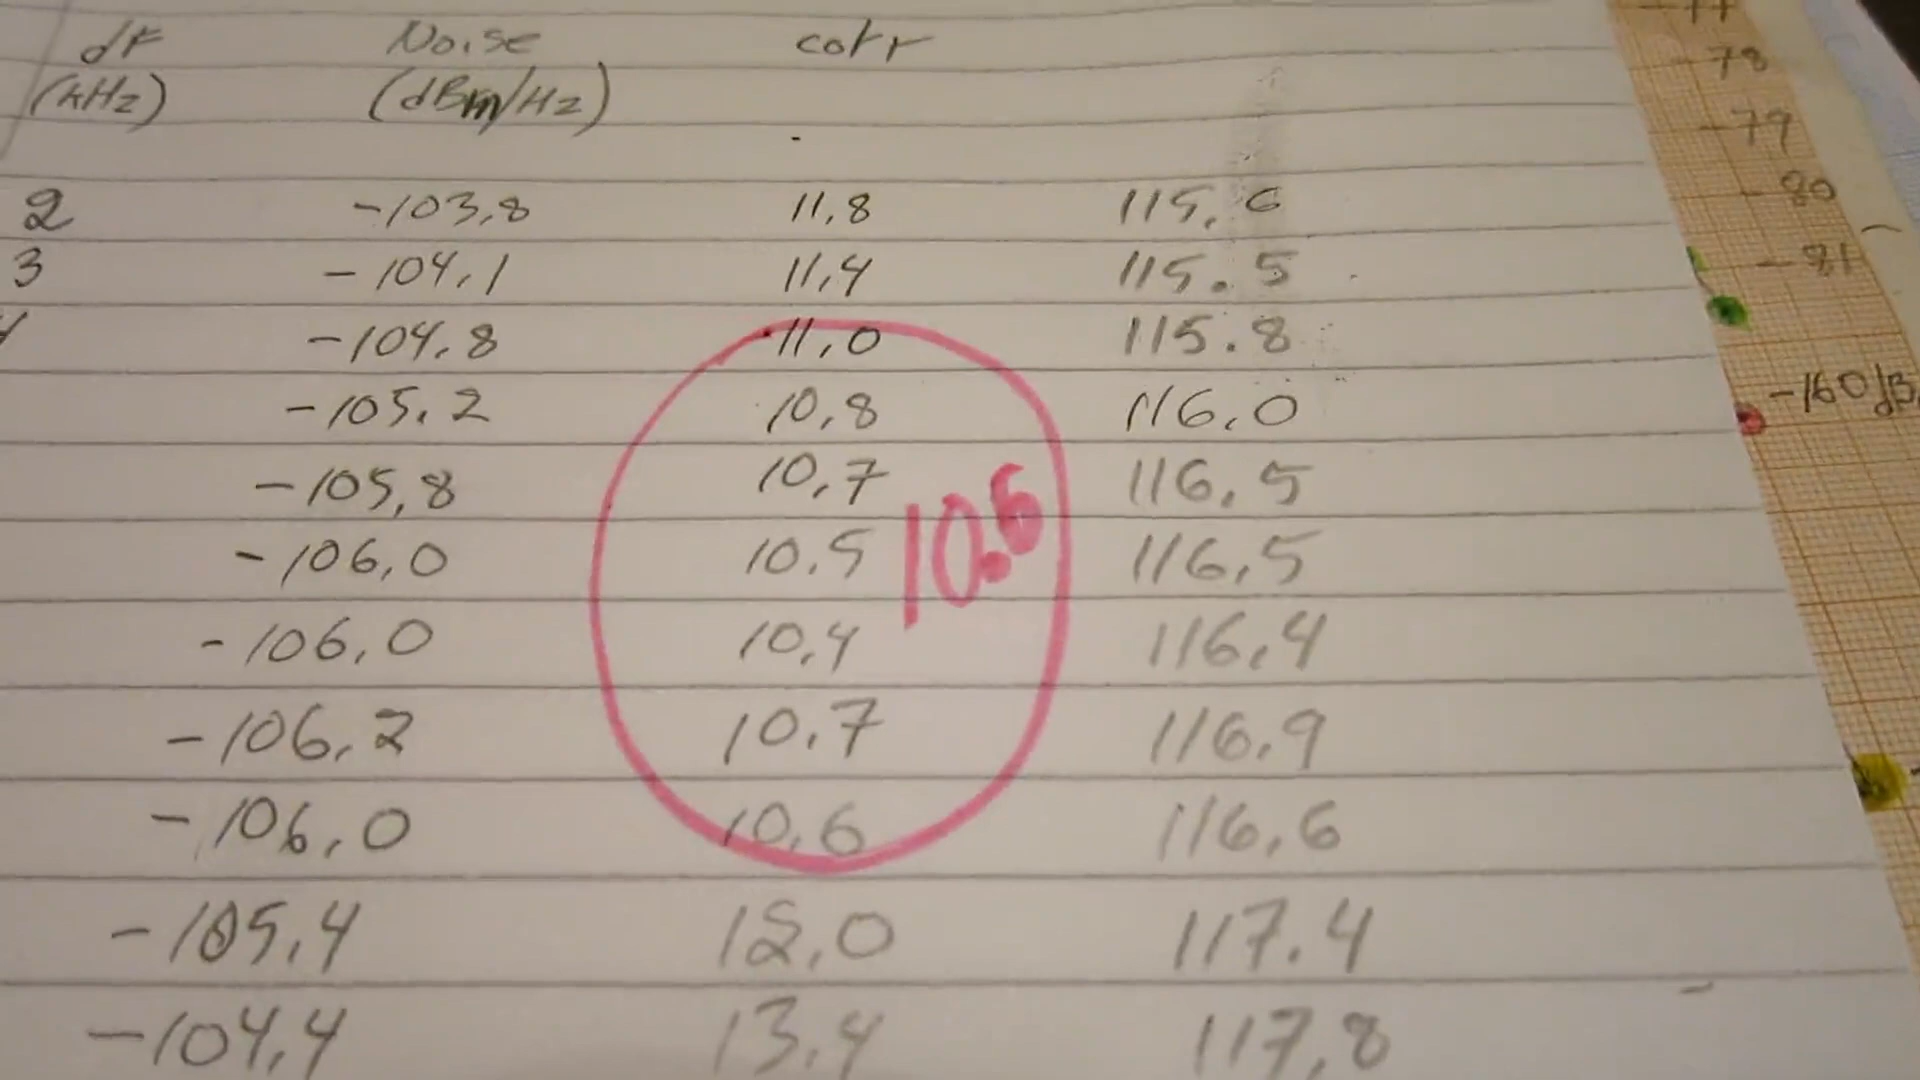 dF Noise corr
(kHz) (dBm/Hz)
2 -103,8 11,8 115,6
3 -104,1 11,4 115.5
-104,8 11,0 115.8
-105.2 10,8 116,0
-105,8 10,7 116,5
10.6
-106,0 10.5 116,5
-106,0 10,4 116,4
-106,2 10.7 116,9
-106,0 10,6 116,6
-105,4 12,0 117.4
-104,4 13,4 117,8
-78
-79
-80
-81
-160dB